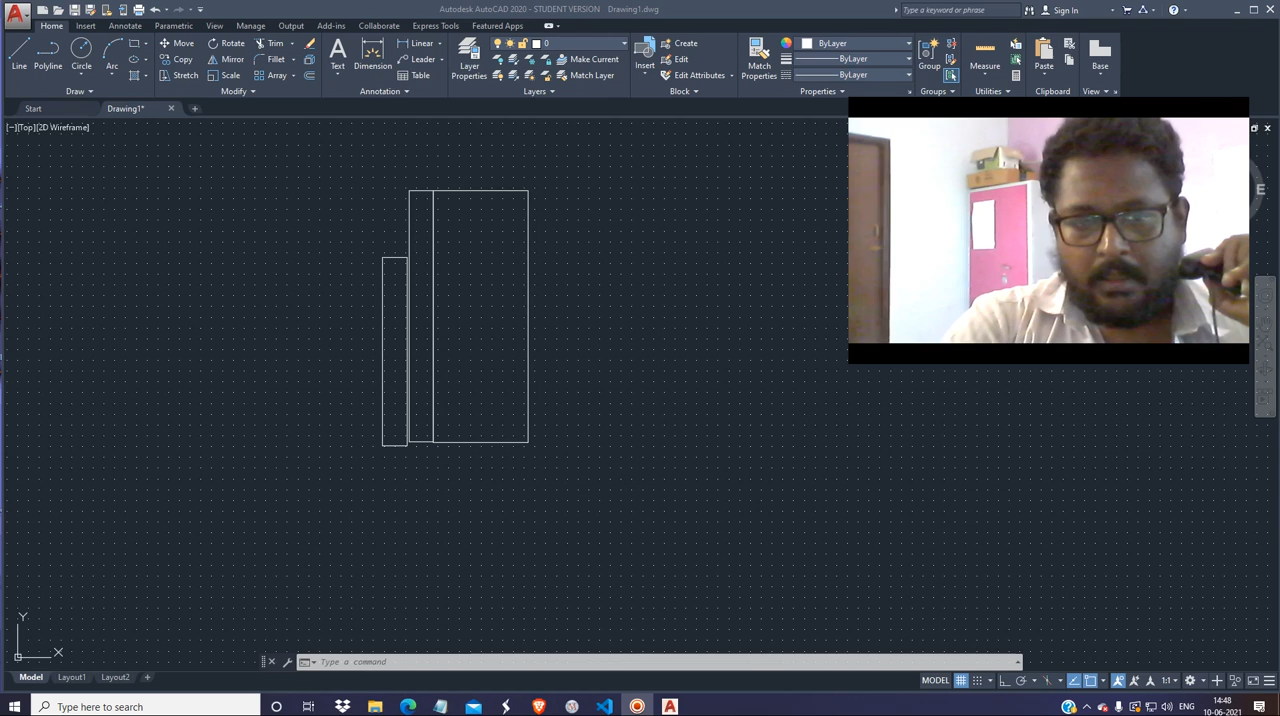 Autodesk AutoCAD 2020 - STUDENT VERSION Drawing1.dwg
Type a keyword or phrase
Sign In
Home Insert Annotate Parametric View Manage Output Add-ins Collaborate Express Tools Featured Apps
Line Polyline Circle Arc
Move Rotate Trim
Copy Mirror Fillet
Stretch Scale Array
Text Dimension
Linear
Leader
Table
Layer Properties
0
Make Current
Match Layer
Insert
Create
Edit
Edit Attributes
Match Properties
ByLayer
ByLayer
ByLayer
Group
Measure
Paste
Base
Draw Modify Annotation Layers Block Properties Groups Utilities Clipboard View
Start Drawing1*
[−][Top][2D Wireframe]
E
Y
X
Type a command
Model Layout1 Layout2
MODEL
1:1
Type here to search
ENG
14:48
10-06-2021